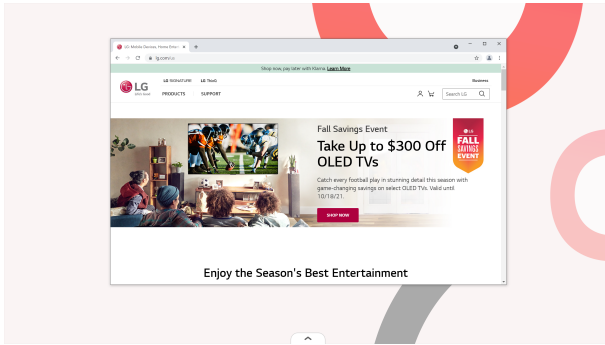 LG Mobile Devices, Home Entert
lg.com/us
Shop now, pay later with Klarna. Learn More
LG SIGNATURE LG ThinQ Business
LG
Life's Good
PRODUCTS SUPPORT
Search LG
Fall Savings Event
Take Up to $300 Off
OLED TVs
Catch every football play in stunning detail this season with
game-changing savings on select OLED TVs. Valid until
10/18/21.
SHOP NOW
LG
FALL
SAVINGS
EVENT
Enjoy the Season's Best Entertainment